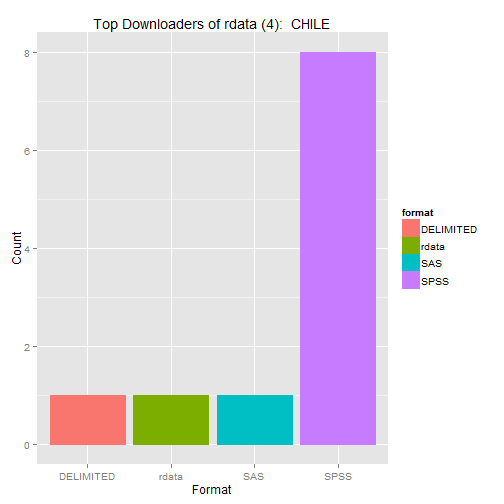 Top Downloaders of rdata (4):  CHILE
Count
8
6
4
2
0
DELIMITED
rdata
SAS
SPSS
Format
format
DELIMITED
rdata
SAS
SPSS